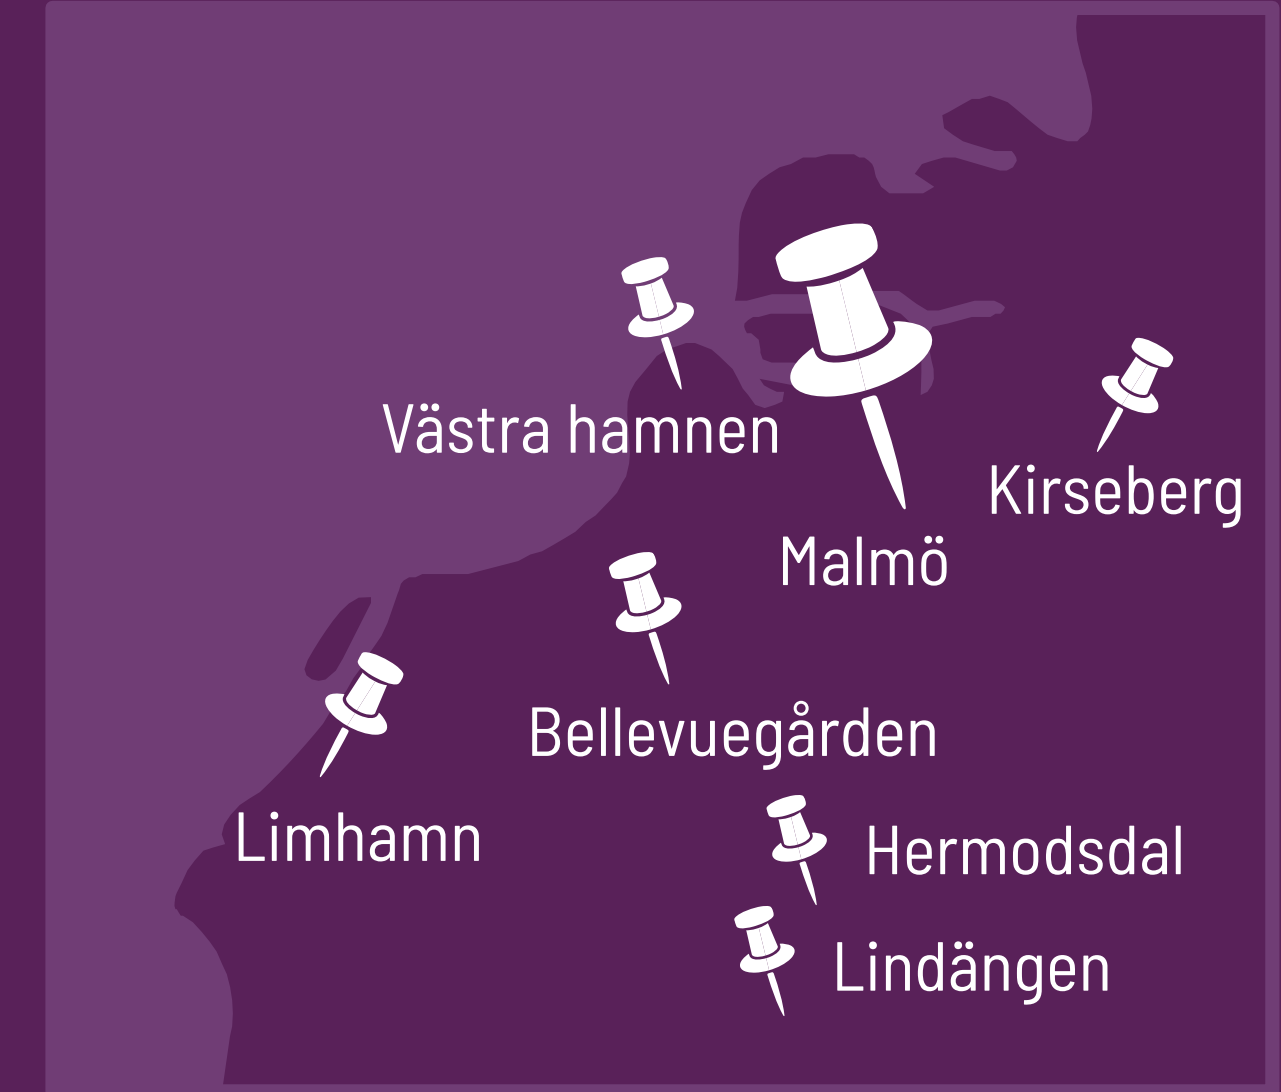 Västra hamnen
Kirseberg
Malmö
Bellevuegården
Limhamn
Hermodsdal
Lindängen